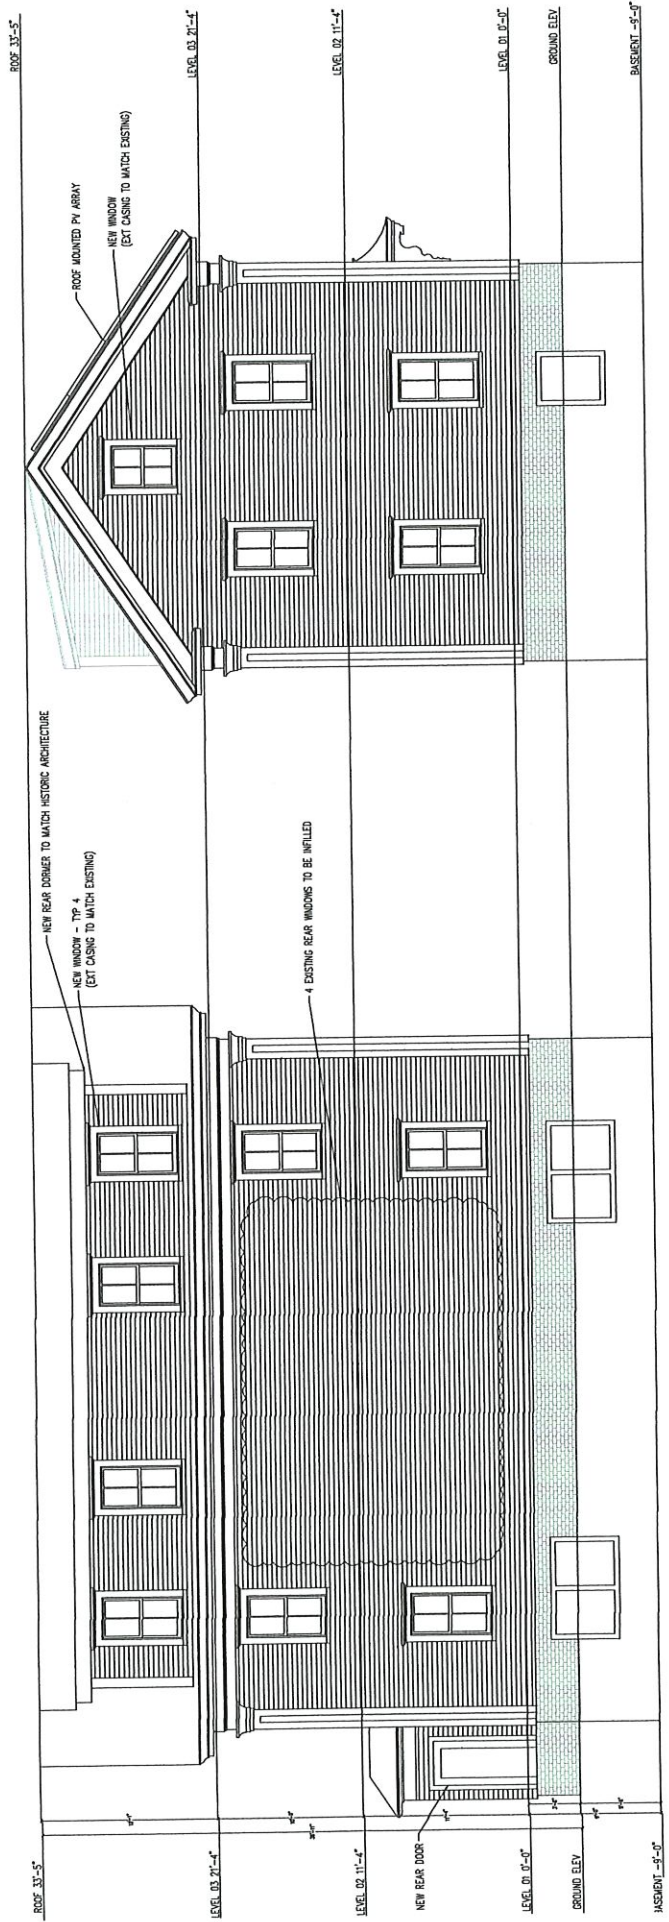 ROOF 33'-5"
LEVEL 03 21'-4"
LEVEL 02 11'-4"
NEW REAR DOOR
LEVEL 01 0'-0"
GROUND ELEV
BASEMENT -9'-0"
NEW REAR DORMER TO MATCH HISTORIC ARCHITECTURE
NEW WINDOW - TYP 4
(EXT CASING TO MATCH EXISTING)
4 EXISTING REAR WINDOWS TO BE INFILLED
ROOF MOUNTED PV ARRAY
NEW WINDOW
(EXT CASING TO MATCH EXISTING)
ROOF 33'-5"
LEVEL 03 21'-4"
LEVEL 02 11'-4"
LEVEL 01 0'-0"
GROUND ELEV
BASEMENT -9'-0"